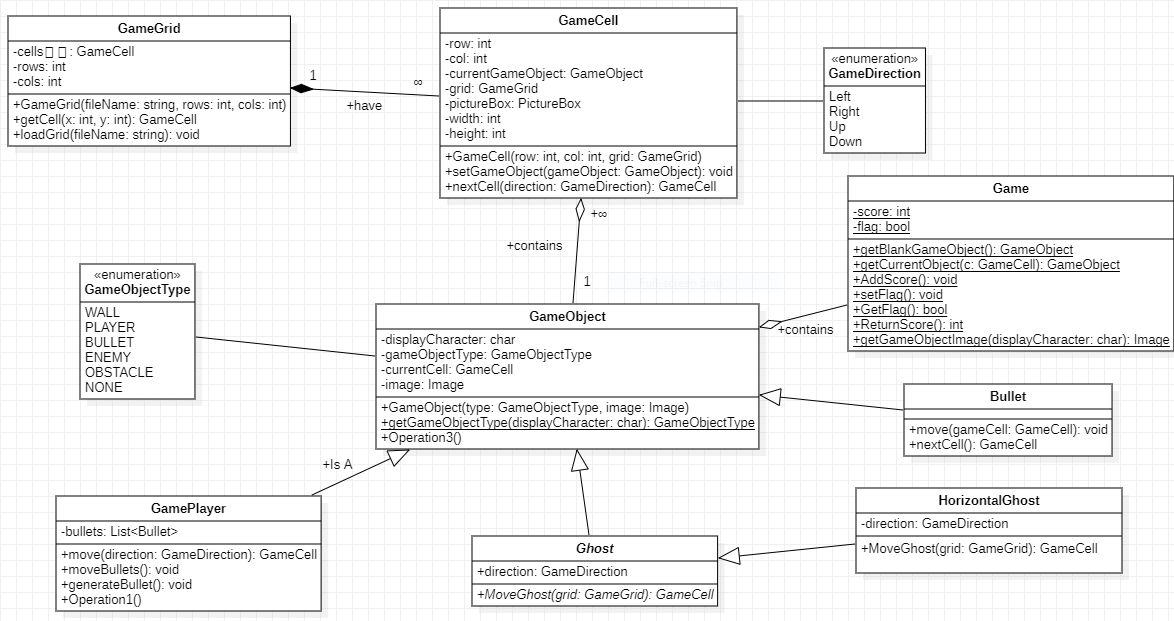 GameGrid
-cells▯ ▯ : GameCell
-rows: int
-cols: int
+GameGrid(fileName: string, rows: int, cols: int)
+getCell(x: int, y: int): GameCell
+loadGrid(fileName: string): void
1
∞
+have
GameCell
-row: int
-col: int
-currentGameObject: GameObject
-grid: GameGrid
-pictureBox: PictureBox
-width: int
-height: int
+GameCell(row: int, col: int, grid: GameGrid)
+setGameObject(gameObject: GameObject): void
+nextCell(direction: GameDirection): GameCell
«enumeration»
GameDirection
Left
Right
Up
Down
+∞
+contains
1
Game
-score: int
-flag: bool
+getBlankGameObject(): GameObject
+getCurrentObject(c: GameCell): GameObject
+AddScore(): void
+setFlag(): void
+GetFlag(): bool
+ReturnScore(): int
+getGameObjectImage(displayCharacter: char): Image
«enumeration»
GameObjectType
WALL
PLAYER
BULLET
ENEMY
OBSTACLE
NONE
GameObject
-displayCharacter: char
-gameObjectType: GameObjectType
-currentCell: GameCell
-image: Image
+GameObject(type: GameObjectType, image: Image)
+getGameObjectType(displayCharacter: char): GameObjectType
+Operation3()
+contains
Bullet
+move(gameCell: GameCell): void
+nextCell(): GameCell
+Is A
GamePlayer
-bullets: List<Bullet>
+move(direction: GameDirection): GameCell
+moveBullets(): void
+generateBullet(): void
+Operation1()
Ghost
+direction: GameDirection
+MoveGhost(grid: GameGrid): GameCell
HorizontalGhost
-direction: GameDirection
+MoveGhost(grid: GameGrid): GameCell